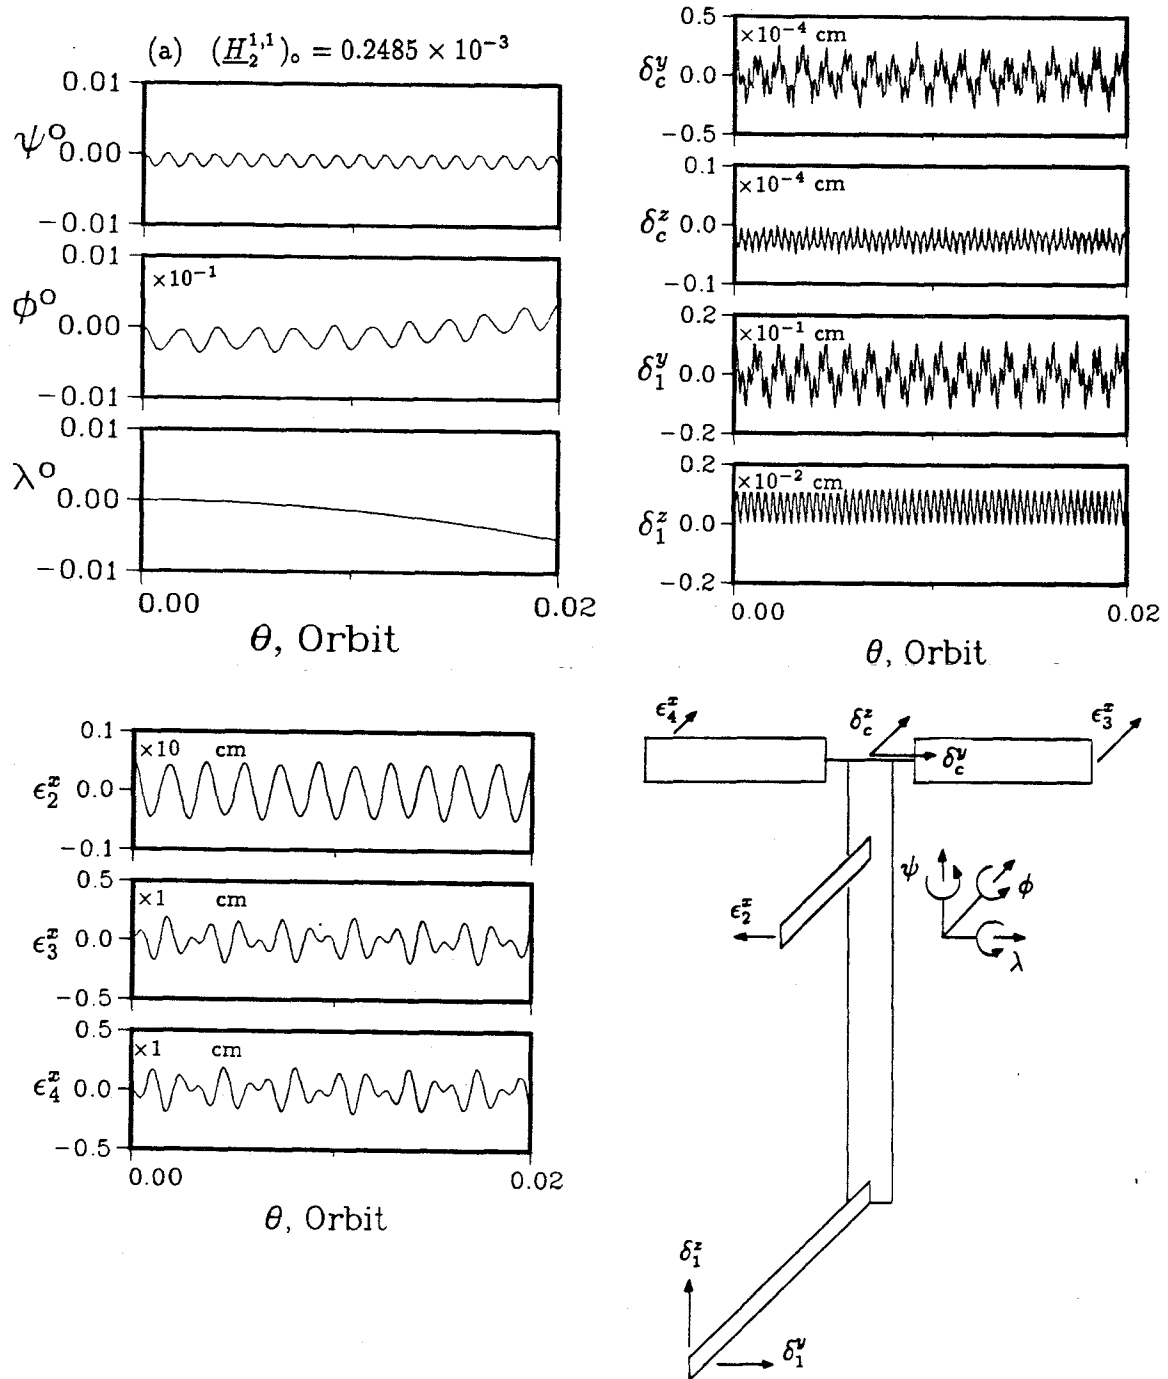 (a) (H̲₂¹,¹)ₒ = 0.2485 × 10⁻³
0.01
ψ° 0.00
−0.01
0.01
×10⁻¹
ϕ° 0.00
−0.01
0.01
λ° 0.00
−0.01
0.00 0.02
θ, Orbit
0.5
×10⁻⁴ cm
δ_c^y 0.0
−0.5
0.1
×10⁻⁴ cm
δ_c^z 0.0
−0.1
0.2
×10⁻¹ cm
δ_1^y 0.0
−0.2
0.2
×10⁻² cm
δ_1^z 0.0
−0.2
0.00 0.02
θ, Orbit
0.1
×10 cm
ϵ_2^x 0.0
−0.1
0.5
×1 cm
ϵ_3^x 0.0
−0.5
0.5
×1 cm
ϵ_4^x 0.0
−0.5
0.00 0.02
θ, Orbit
ϵ_4^x
δ_c^z
ϵ_3^x
δ_c^y
ψ
ϕ
ϵ_2^x
λ
δ_1^z
δ_1^y